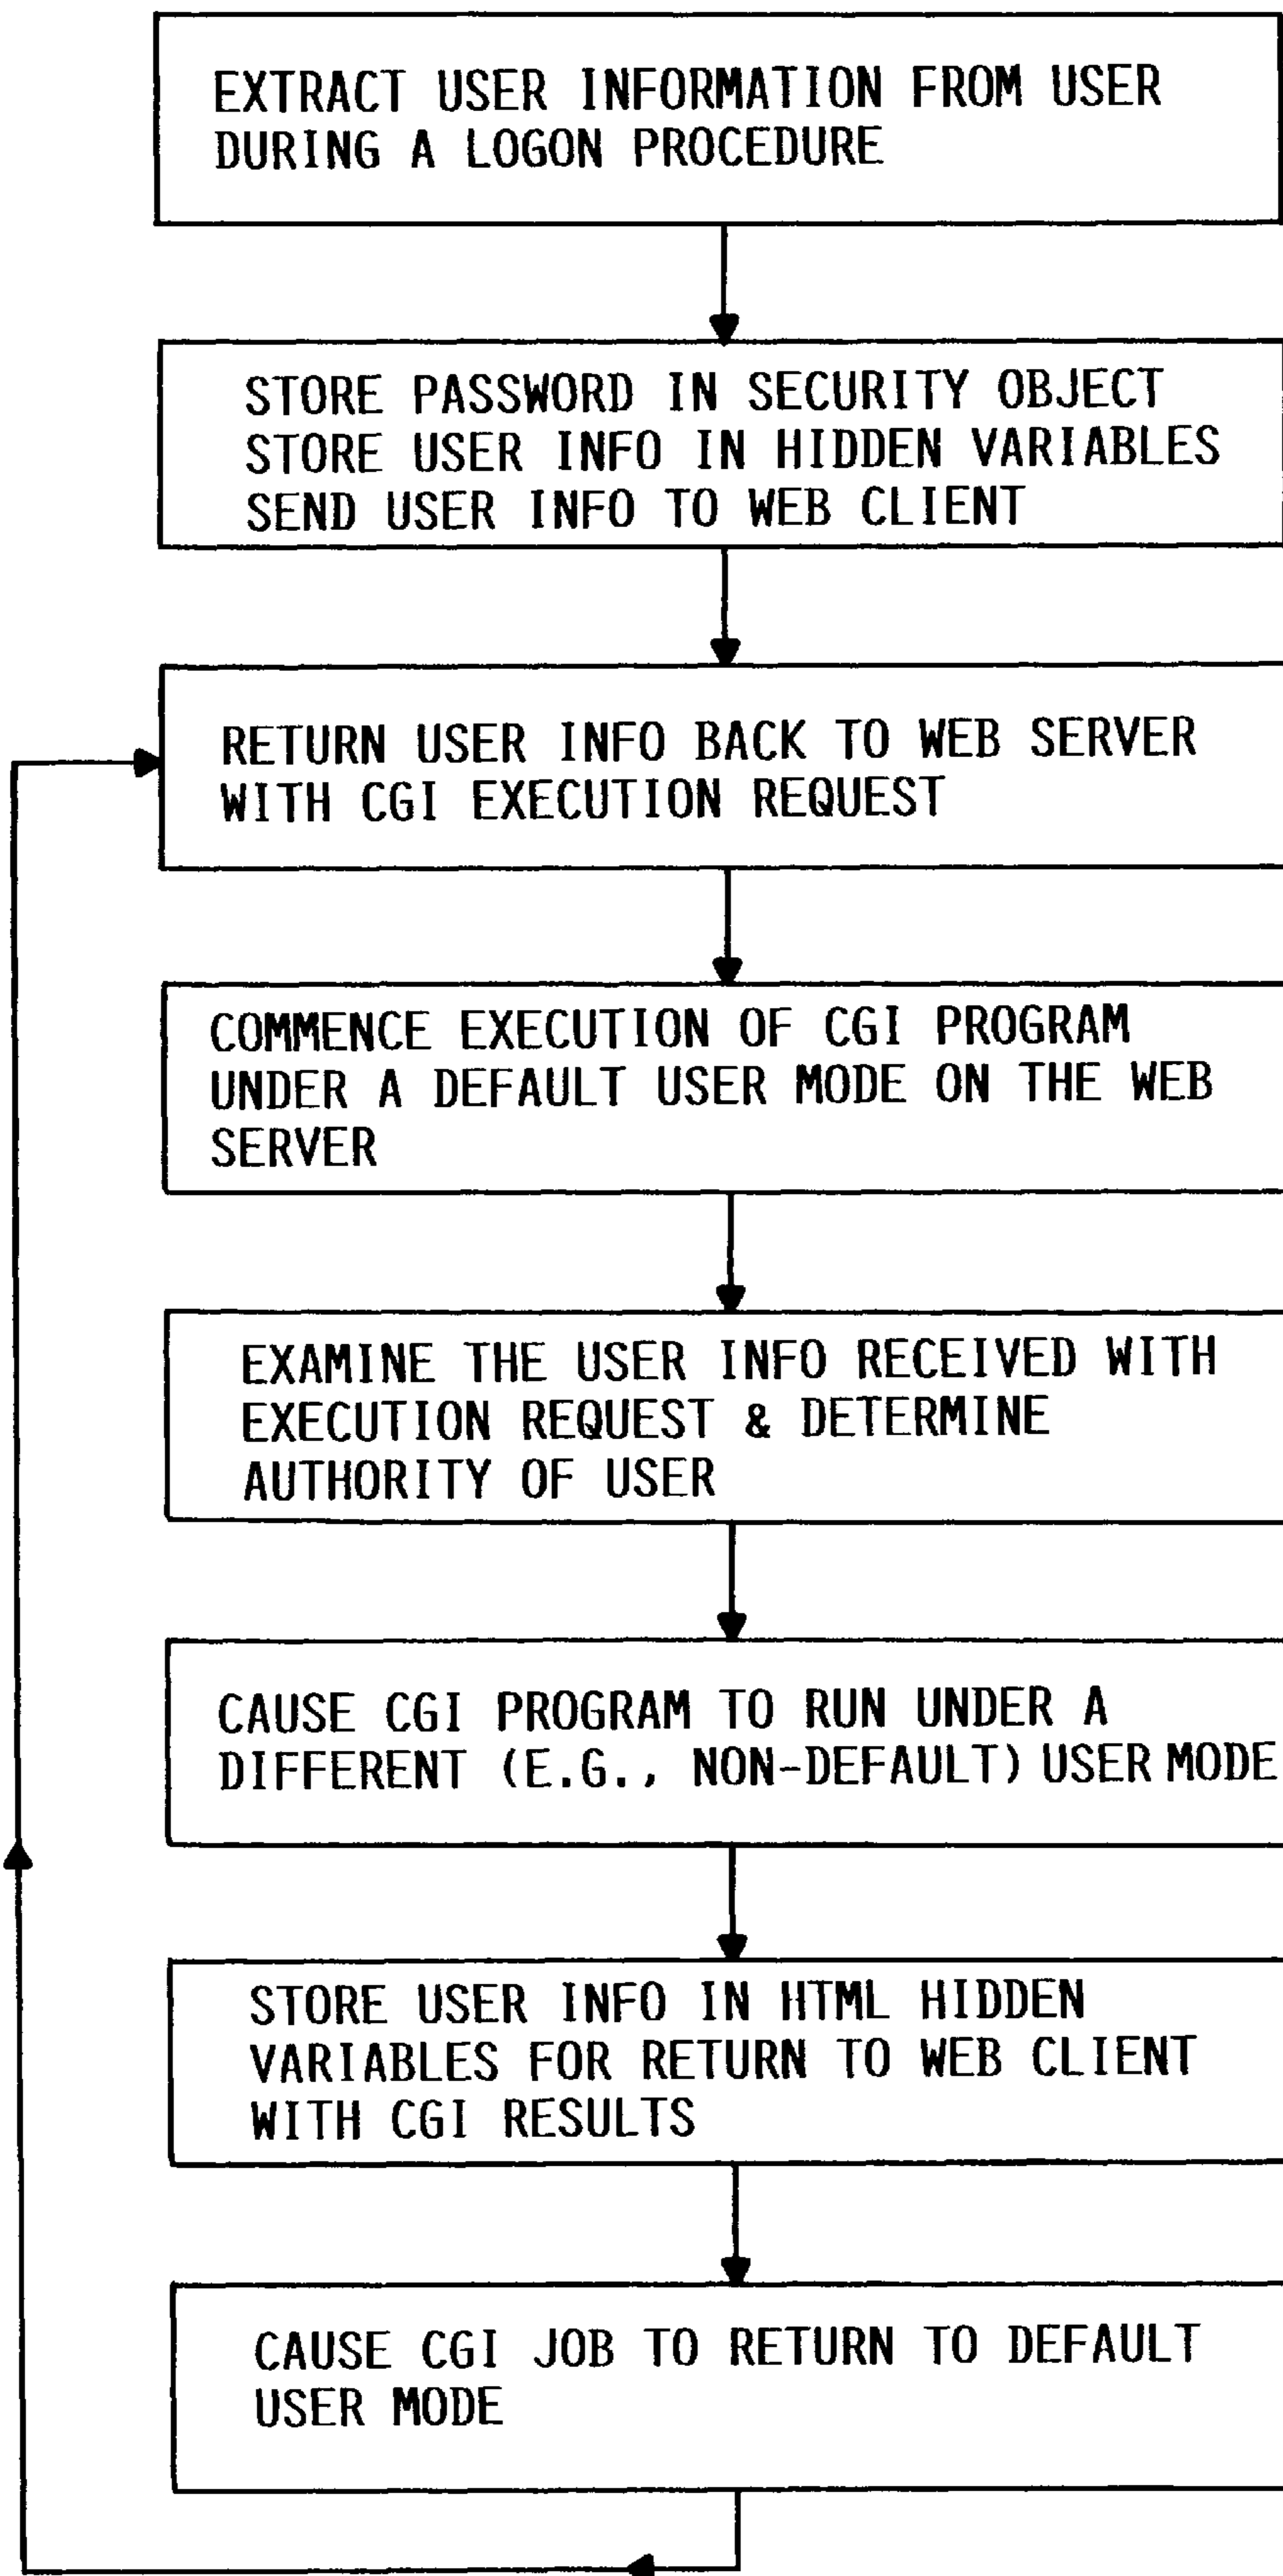 EXTRACT USER INFORMATION FROM USER
DURING A LOGON PROCEDURE
STORE PASSWORD IN SECURITY OBJECT
STORE USER INFO IN HIDDEN VARIABLES
SEND USER INFO TO WEB CLIENT
RETURN USER INFO BACK TO WEB SERVER
WITH CGI EXECUTION REQUEST
COMMENCE EXECUTION OF CGI PROGRAM
UNDER A DEFAULT USER MODE ON THE WEB
SERVER
EXAMINE THE USER INFO RECEIVED WITH
EXECUTION REQUEST & DETERMINE
AUTHORITY OF USER
CAUSE CGI PROGRAM TO RUN UNDER A
DIFFERENT (E.G., NON-DEFAULT) USER MODE
STORE USER INFO IN HTML HIDDEN
VARIABLES FOR RETURN TO WEB CLIENT
WITH CGI RESULTS
CAUSE CGI JOB TO RETURN TO DEFAULT
USER MODE